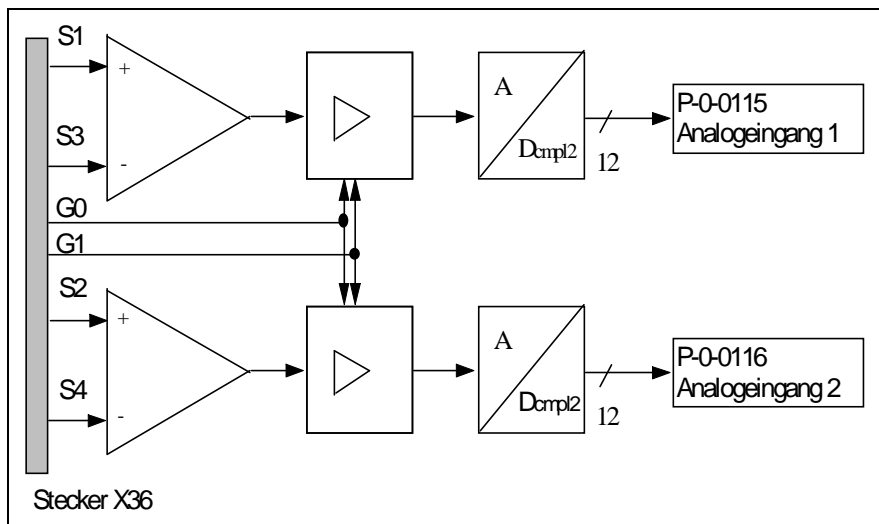 S1
+
S3
-
G0
G1
A
Dcmpl2
12
P-0-0115
Analogeingang 1
S2
+
S4
-
A
Dcmpl2
12
P-0-0116
Analogeingang 2
Stecker X36